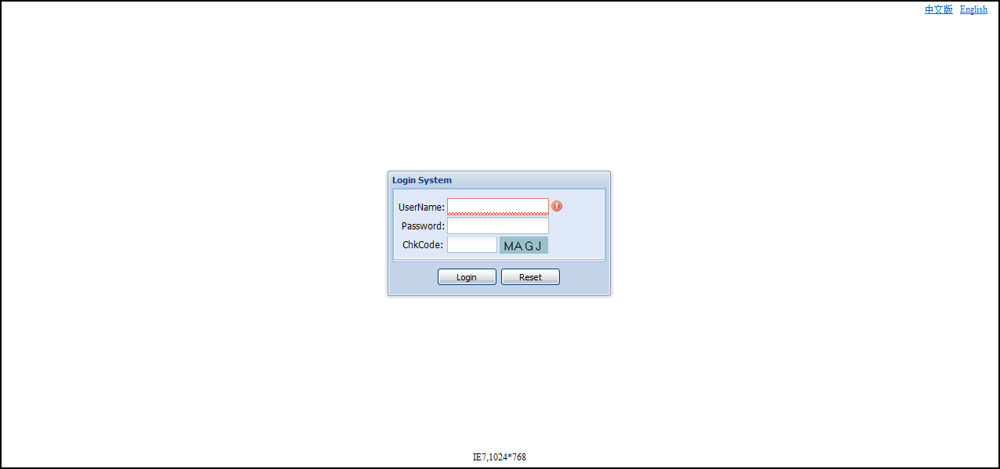 中文版 English
Login System
UserName:
Password:
ChkCode: MAGJ
Login Reset
IE7,1024*768